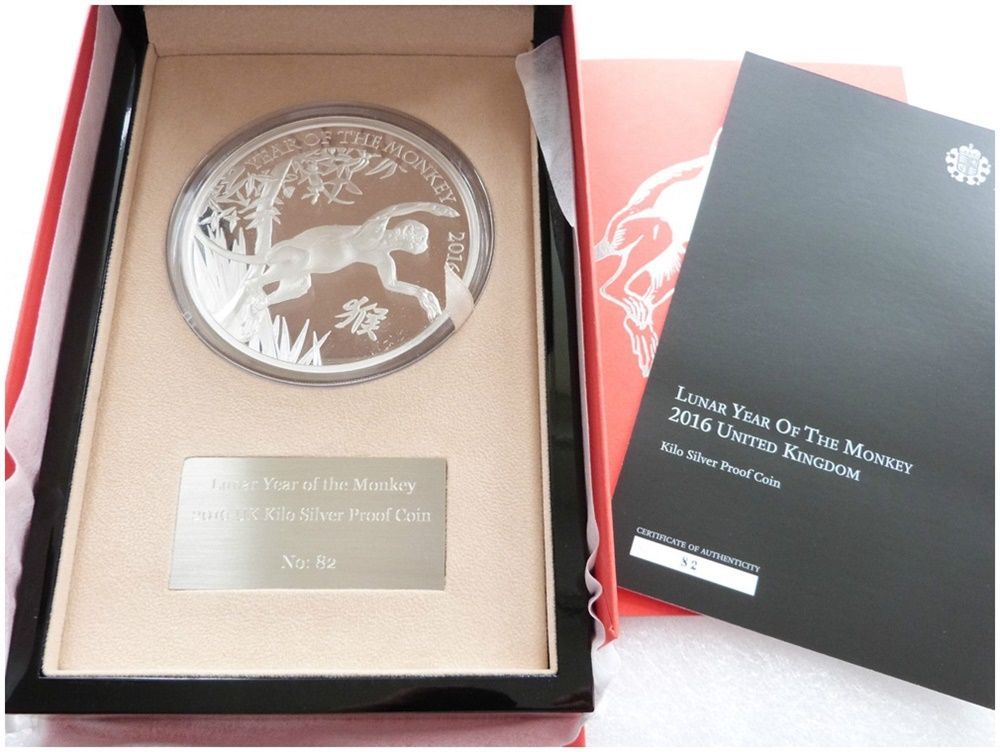 YEAR OF THE MONKEY
2016
猴
Lunar Year of the Monkey
2016 UK Kilo Silver Proof Coin
No: 82
LUNAR YEAR OF THE MONKEY
2016 UNITED KINGDOM
Kilo Silver Proof Coin
CERTIFICATE OF AUTHENTICITY
82